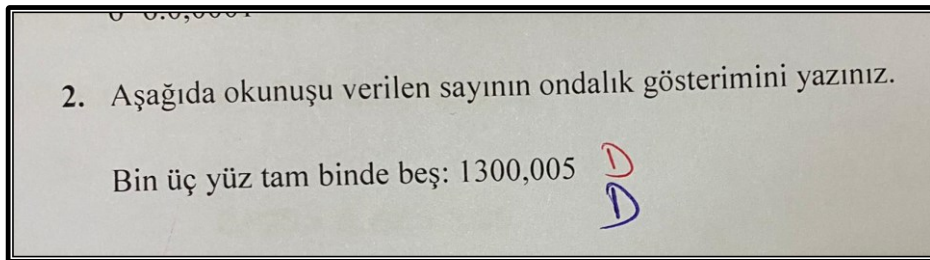 2. Aşağıda okunuşu verilen sayının ondalık gösterimini yazınız.
Bin üç yüz tam binde beş: 1300,005 D
D